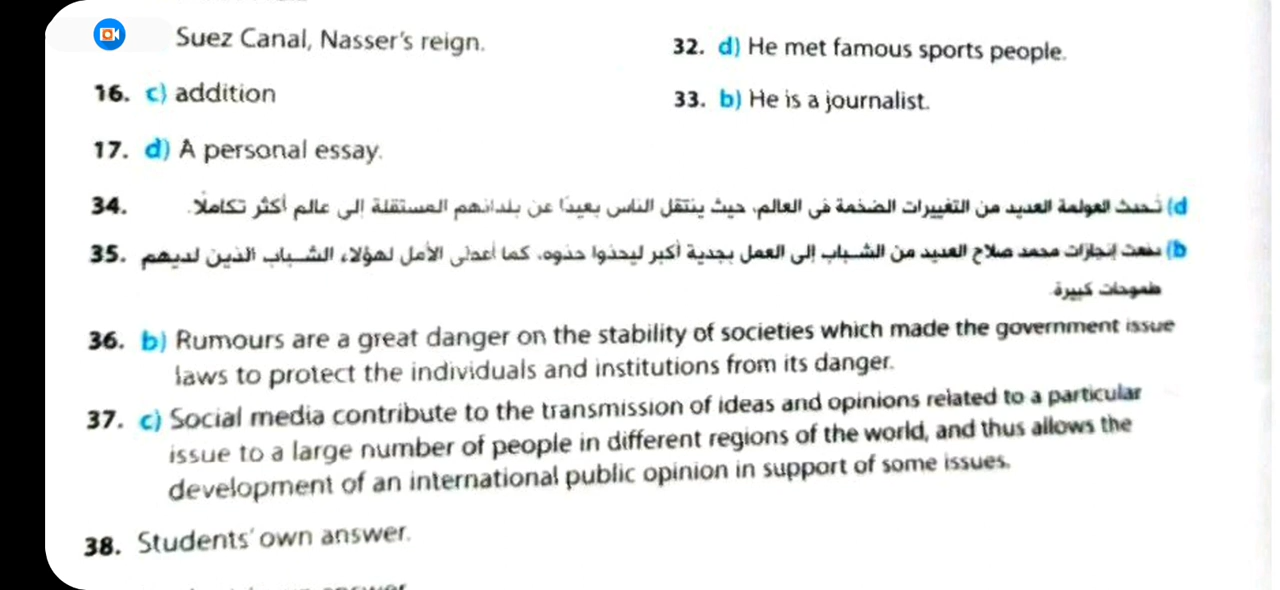 Suez Canal, Nasser's reign.
16. c) addition
17. d) A personal essay.
32. d) He met famous sports people.
33. b) He is a journalist.
34. d) تحدث العولمة العديد من التغييرات الضخمة في العالم، حيث ينتقل الناس بعيدًا عن بلدانهم المستقلة إلى عالم أكثر تكاملًا.
35. b) دفعت إنجازات محمد صلاح العديد من الشباب إلى العمل بجدية أكبر ليحذوا حذوه. كما أعطى الأمل لهؤلاء الشباب الذين لديهم
طموحات كبيرة.
36. b) Rumours are a great danger on the stability of societies which made the government issue
laws to protect the individuals and institutions from its danger.
37. c) Social media contribute to the transmission of ideas and opinions related to a particular
issue to a large number of people in different regions of the world, and thus allows the
development of an international public opinion in support of some issues.
38. Students' own answer.